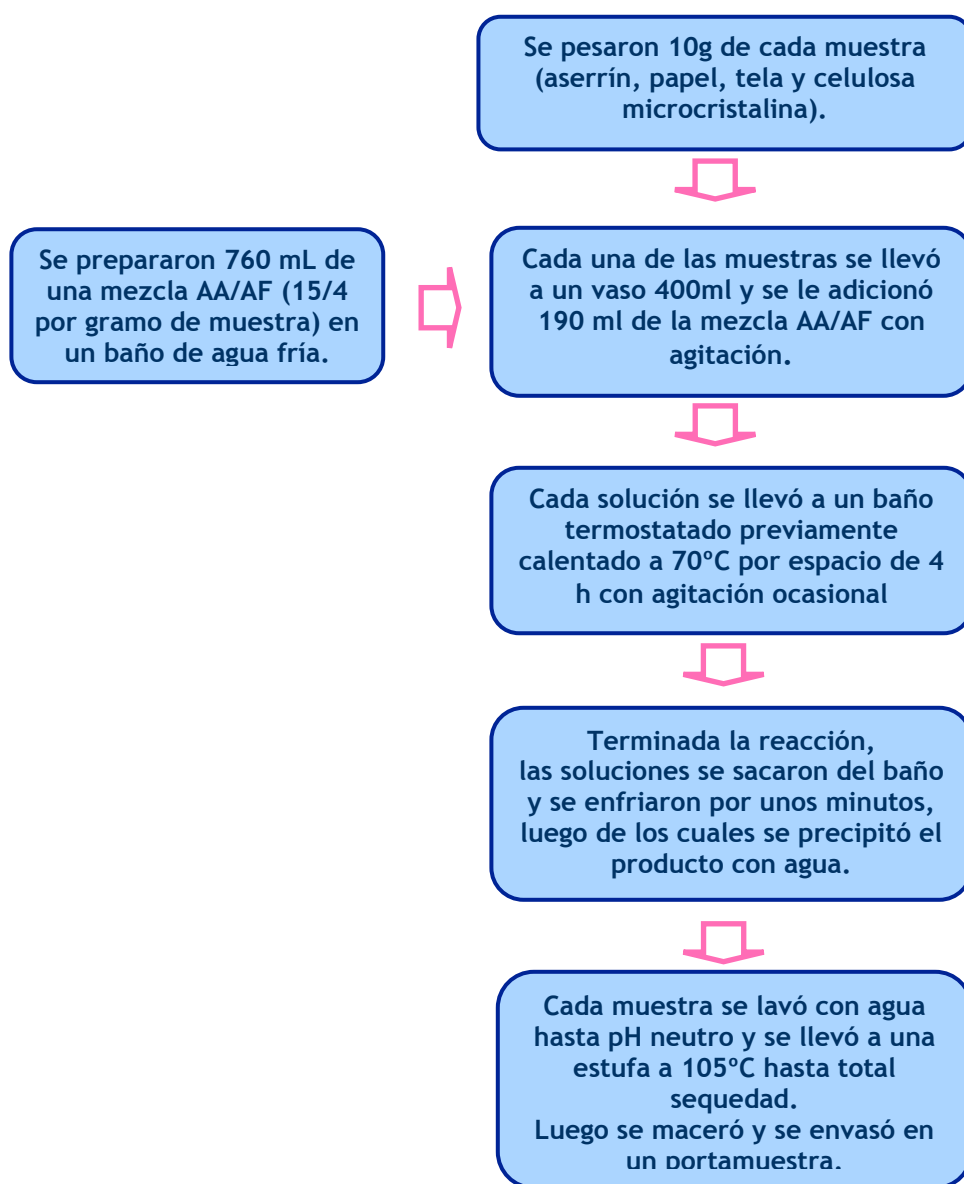 Se pesaron 10g de cada muestra
(aserrín, papel, tela y celulosa
microcristalina).
Se prepararon 760 mL de
una mezcla AA/AF (15/4
por gramo de muestra) en
un baño de agua fría.
Cada una de las muestras se llevó
a un vaso 400ml y se le adicionó
190 ml de la mezcla AA/AF con
agitación.
Cada solución se llevó a un baño
termostatado previamente
calentado a 70ºC por espacio de 4
h con agitación ocasional
Terminada la reacción,
las soluciones se sacaron del baño
y se enfriaron por unos minutos,
luego de los cuales se precipitó el
producto con agua.
Cada muestra se lavó con agua
hasta pH neutro y se llevó a una
estufa a 105ºC hasta total
sequedad.
Luego se maceró y se envasó en
un portamuestra.